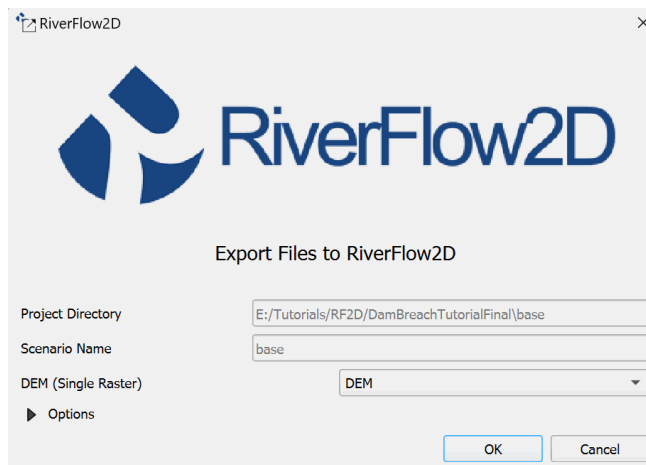 RiverFlow2D
RiverFlow2D
Export Files to RiverFlow2D
Project Directory E:/Tutorials/RF2D/DamBreachTutorialFinal\base
Scenario Name base
DEM (Single Raster) DEM
Options
OK Cancel